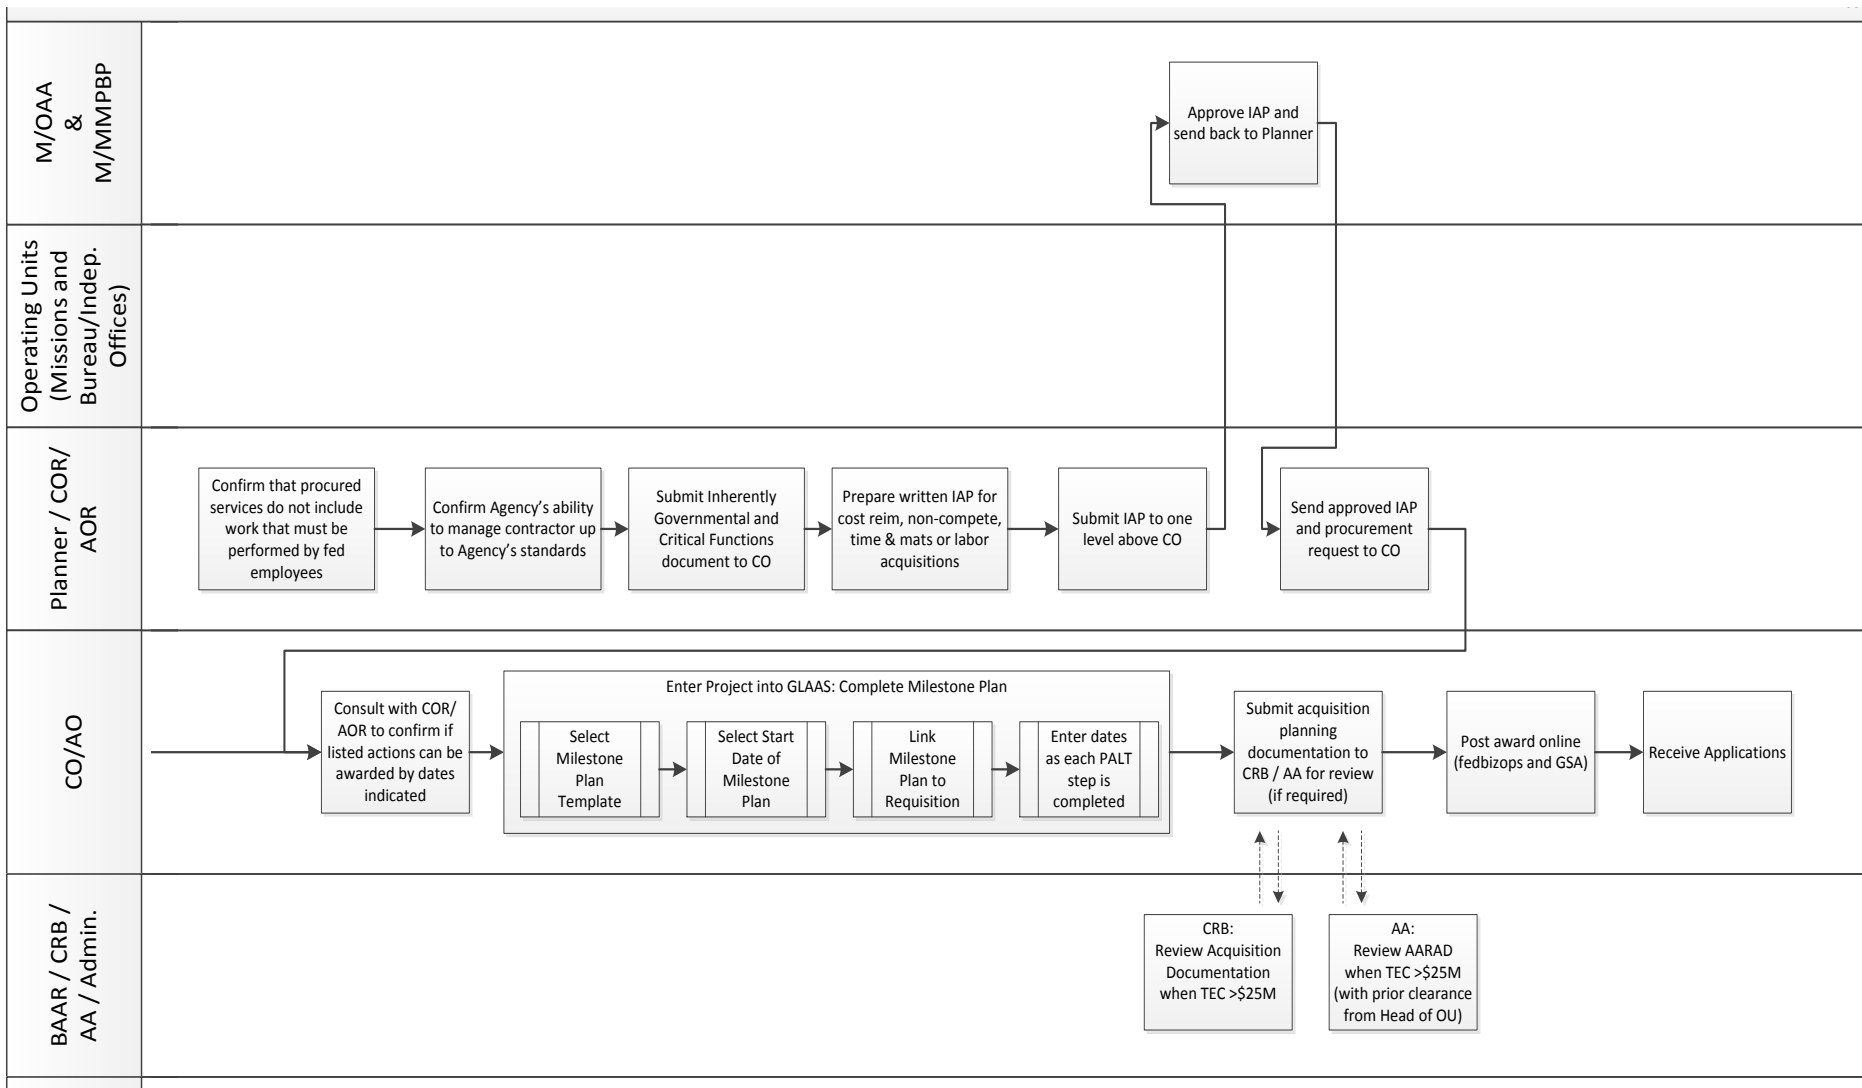 M/OAA
&
M/MMPBP
Approve IAP and
send back to Planner
Operating Units
(Missions and
Bureau/Indep.
Offices)
Planner / COR/
AOR
Confirm that procured
services do not include
work that must be
performed by fed
employees
Confirm Agency's ability
to manage contractor up
to Agency's standards
Submit Inherently
Governmental and
Critical Functions
document to CO
Prepare written IAP for
cost reim, non-compete,
time & mats or labor
acquisitions
Submit IAP to one
level above CO
Send approved IAP
and procurement
request to CO
CO/AO
Consult with COR/
AOR to confirm if
listed actions can be
awarded by dates
indicated
Enter Project into GLAAS: Complete Milestone Plan
Select
Milestone
Plan
Template
Select Start
Date of
Milestone
Plan
Link
Milestone
Plan to
Requisition
Enter dates
as each PALT
step is
completed
Submit acquisition
planning
documentation to
CRB / AA for review
(if required)
Post award online
(fedbizops and GSA)
Receive Applications
BAAR / CRB /
AA / Admin.
CRB:
Review Acquisition
Documentation
when TEC >$25M
AA:
Review AARAD
when TEC >$25M
(with prior clearance
from Head of OU)